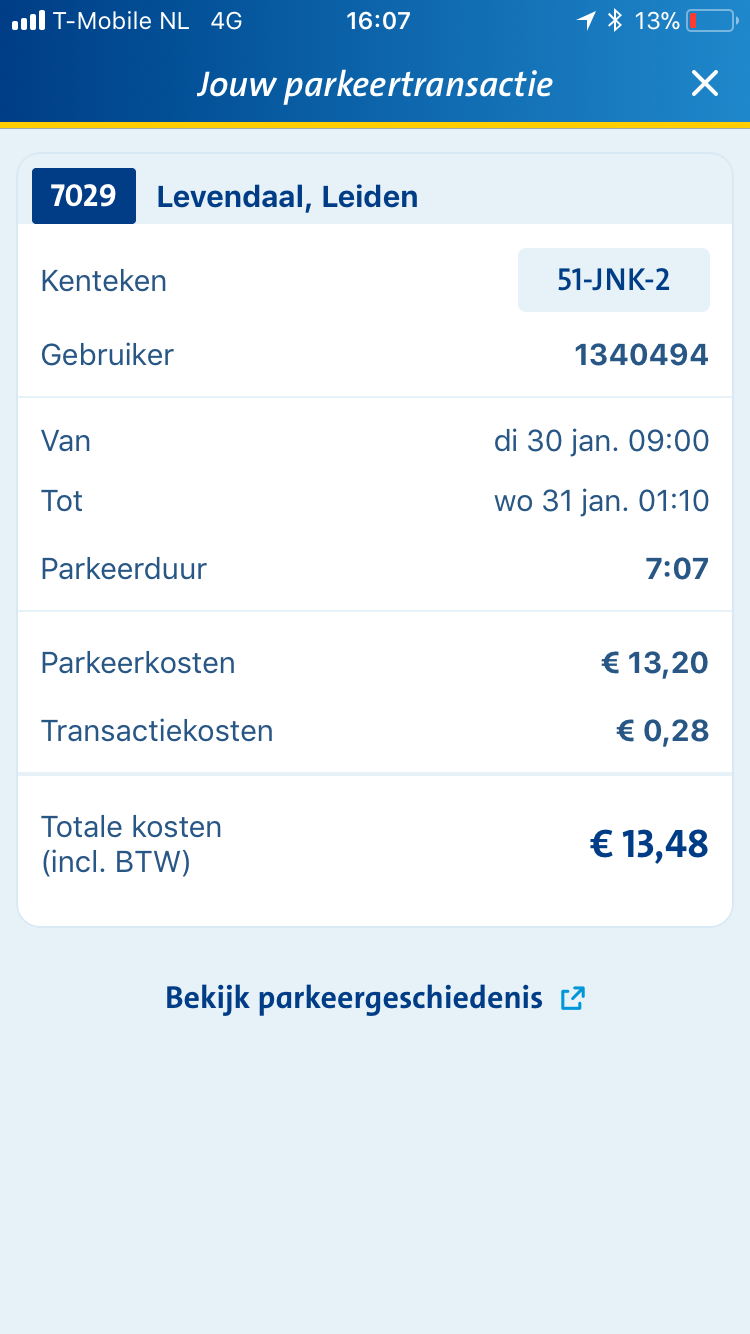 T-Mobile NL 4G 16:07 13%
Jouw parkeertransactie
7029 Levendaal, Leiden
Kenteken 51-JNK-2
Gebruiker 1340494
Van di 30 jan. 09:00
Tot wo 31 jan. 01:10
Parkeerduur 7:07
Parkeerkosten € 13,20
Transactiekosten € 0,28
Totale kosten
(incl. BTW) € 13,48
Bekijk parkeergeschiedenis